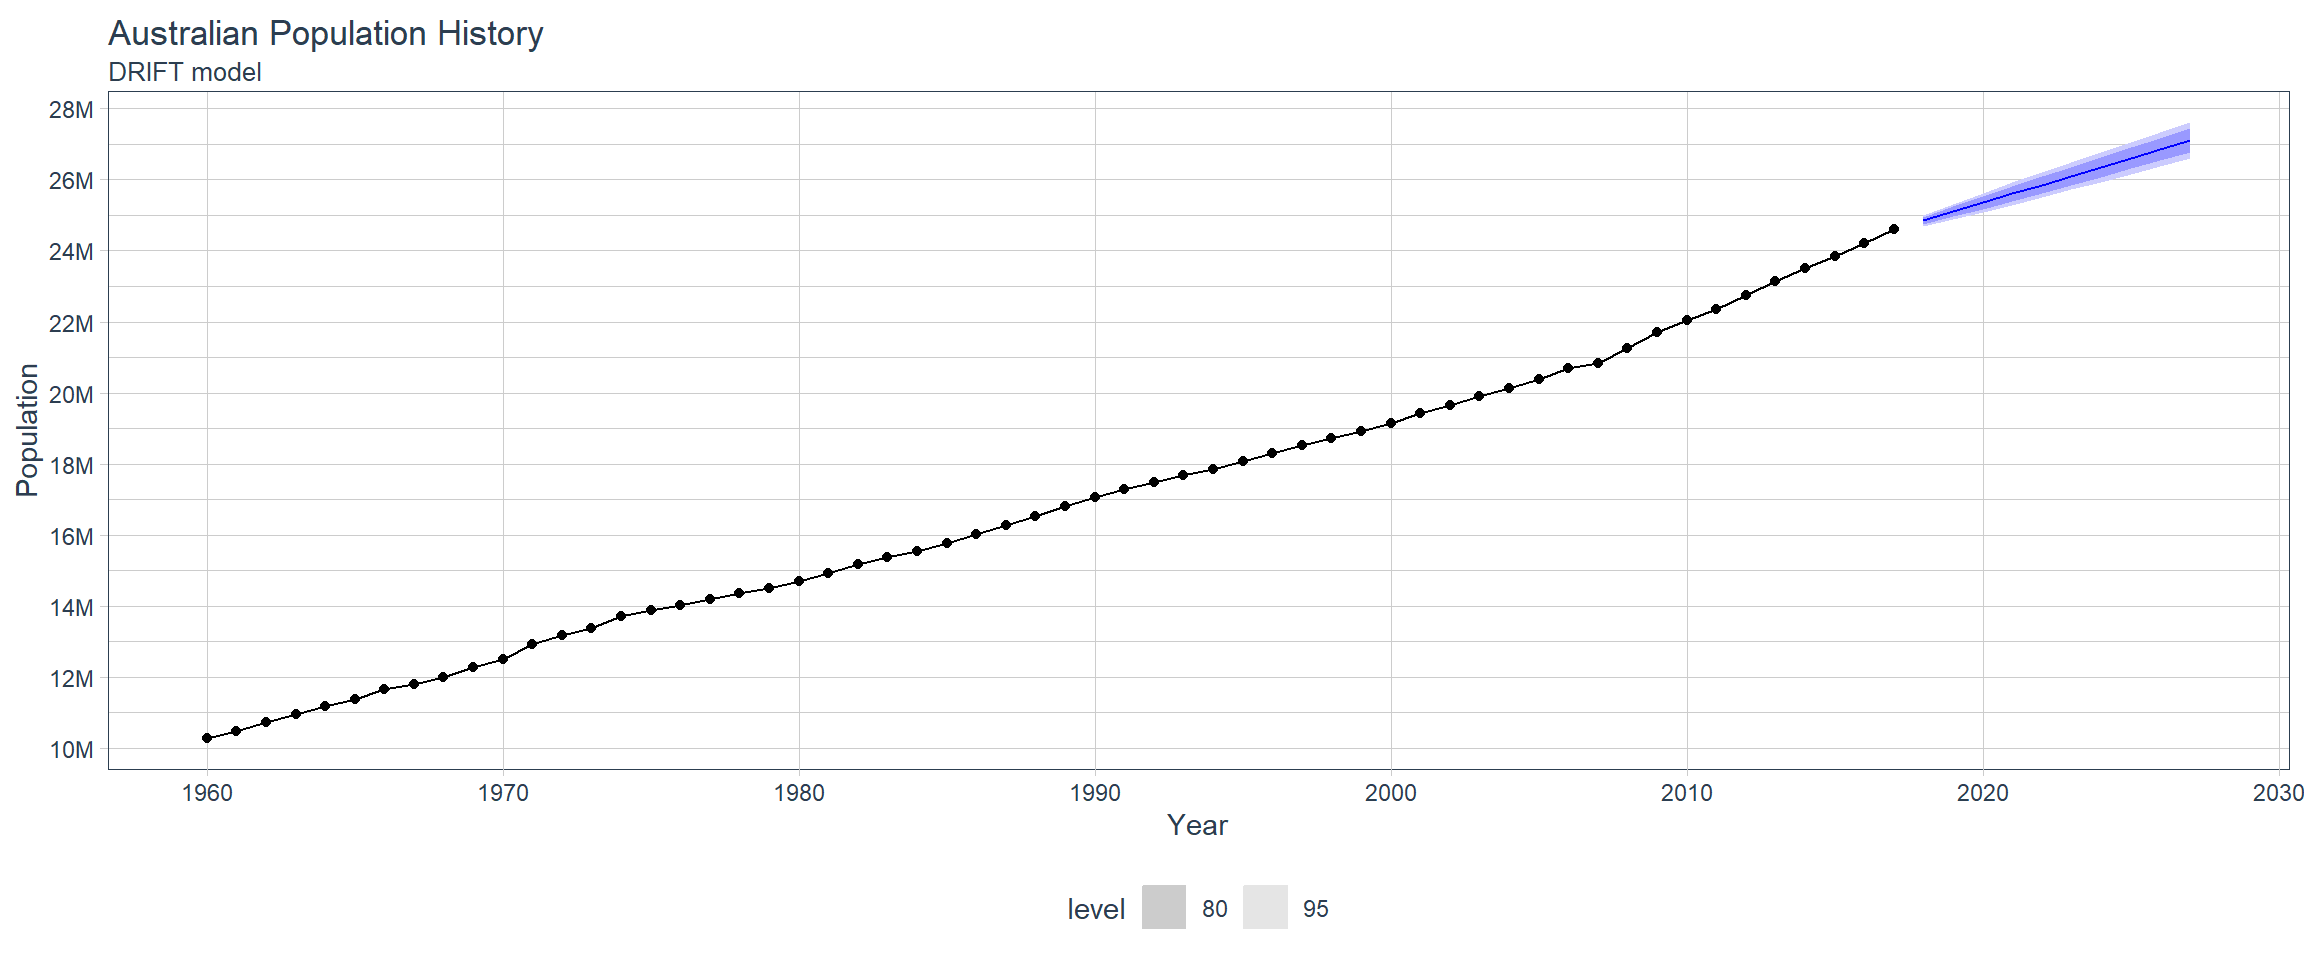 Australian Population History
DRIFT model
28M
26M
24M
22M
20M
18M
16M
14M
12M
10M
Population
1960 1970 1980 1990 2000 2010 2020 2030
Year
level 80 95